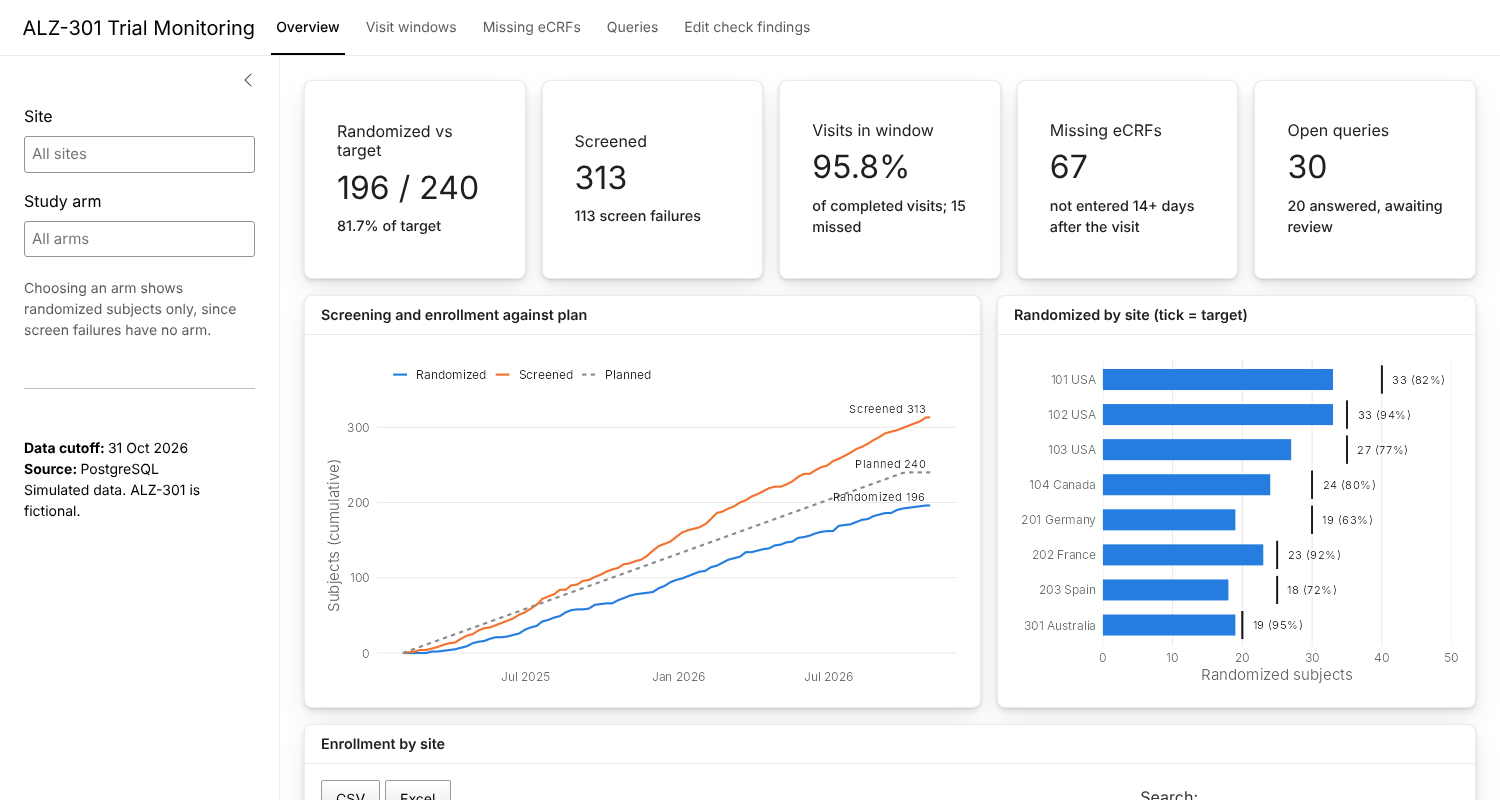 ALZ-301 Trial Monitoring
Overview
Visit windows
Missing eCRFs
Queries
Edit check findings
Site
All sites
Study arm
All arms
Choosing an arm shows
randomized subjects only, since
screen failures have no arm.
Data cutoff: 31 Oct 2026
Source: PostgreSQL
Simulated data. ALZ-301 is
fictional.
Randomized vs
target
196 / 240
81.7% of target
Screened
313
113 screen failures
Visits in window
95.8%
of completed visits; 15
missed
Missing eCRFs
67
not entered 14+ days
after the visit
Open queries
30
20 answered, awaiting
review
Screening and enrollment against plan
Randomized
Screened
Planned
Subjects (cumulative)
300
200
100
0
Screened 313
Planned 240
Randomized 196
Jul 2025
Jan 2026
Jul 2026
Randomized by site (tick = target)
101 USA
33 (82%)
102 USA
33 (94%)
103 USA
27 (77%)
104 Canada
24 (80%)
201 Germany
19 (63%)
202 France
23 (92%)
203 Spain
18 (72%)
301 Australia
19 (95%)
0
10
20
30
40
50
Randomized subjects
Enrollment by site
CSV
Excel
Search: